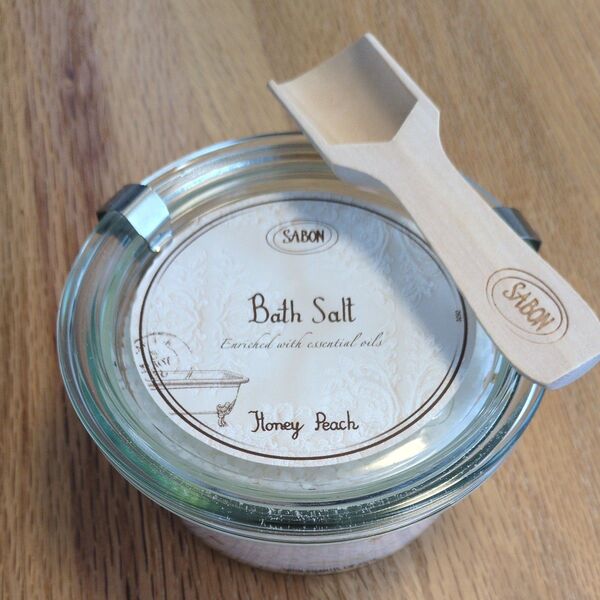 SABON
Bath Salt
Enriched with essential oils
Honey Peach
SABON